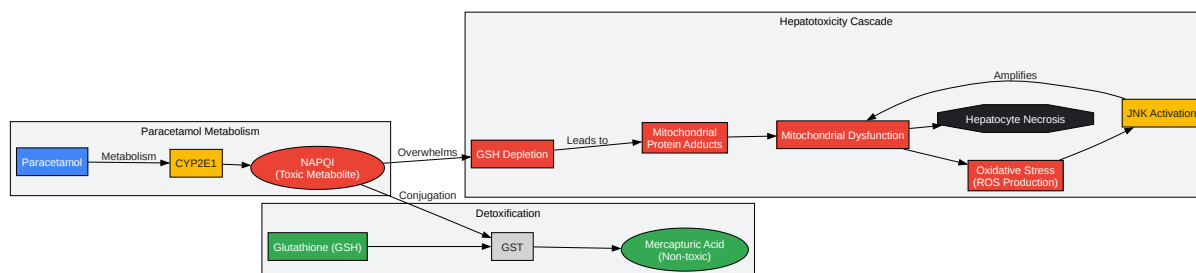 Hepatotoxicity Cascade
Amplifies
JNK Activation
Hepatocyte Necrosis
Paracetamol Metabolism
Mitochondrial
Protein Adducts
Mitochondrial Dysfunction
Leads to
GSH Depletion
Overwhelms
Paracetamol
Metabolism
CYP2E1
NAPQI
(Toxic Metabolite)
Oxidative Stress
(ROS Production)
Conjugation
Detoxification
Glutathione (GSH)
GST
Mercapturic Acid
(Non-toxic)